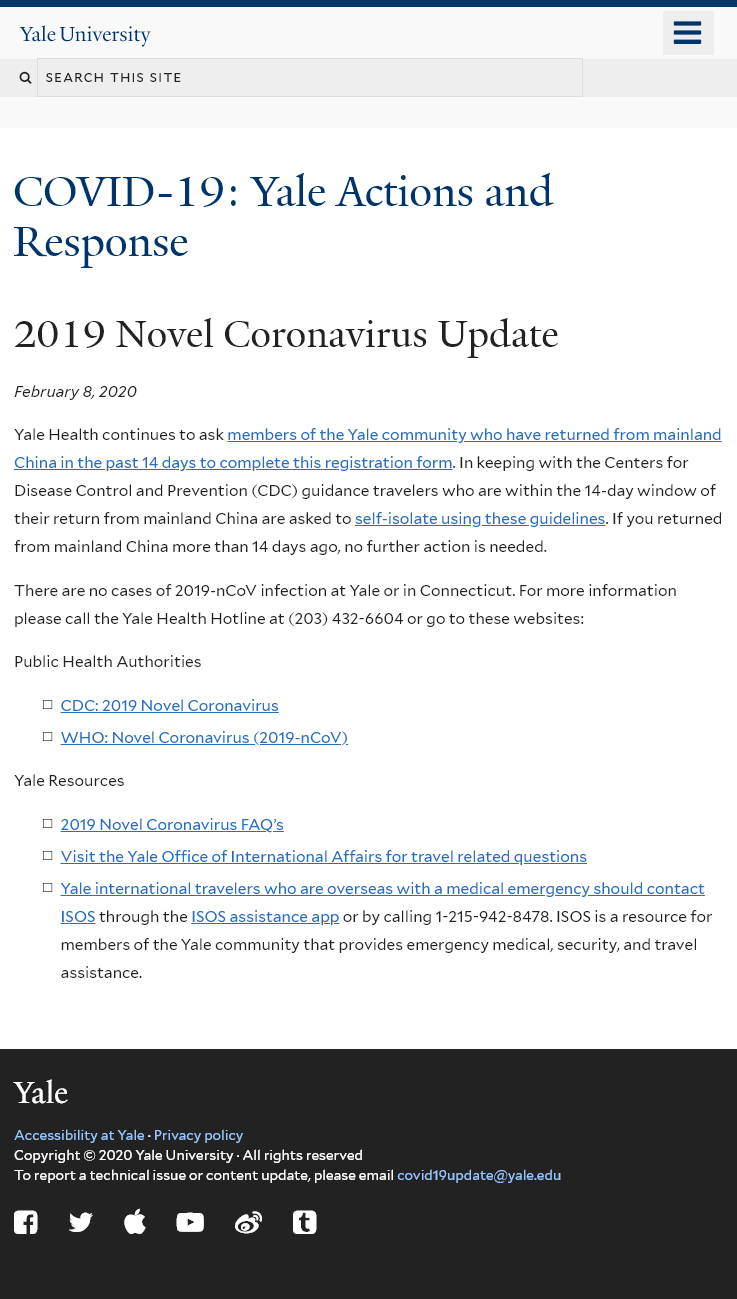 Yale University
SEARCH THIS SITE
COVID-19: Yale Actions and
Response
2019 Novel Coronavirus Update
February 8, 2020
Yale Health continues to ask members of the Yale community who have returned from mainland
China in the past 14 days to complete this registration form. In keeping with the Centers for
Disease Control and Prevention (CDC) guidance travelers who are within the 14-day window of
their return from mainland China are asked to self-isolate using these guidelines. If you returned
from mainland China more than 14 days ago, no further action is needed.
There are no cases of 2019-nCoV infection at Yale or in Connecticut. For more information
please call the Yale Health Hotline at (203) 432-6604 or go to these websites:
Public Health Authorities
CDC: 2019 Novel Coronavirus
WHO: Novel Coronavirus (2019-nCoV)
Yale Resources
2019 Novel Coronavirus FAQ's
Visit the Yale Office of International Affairs for travel related questions
Yale international travelers who are overseas with a medical emergency should contact
ISOS through the ISOS assistance app or by calling 1-215-942-8478. ISOS is a resource for
members of the Yale community that provides emergency medical, security, and travel
assistance.
Yale
Accessibility at Yale · Privacy policy
Copyright © 2020 Yale University · All rights reserved
To report a technical issue or content update, please email covid19update@yale.edu